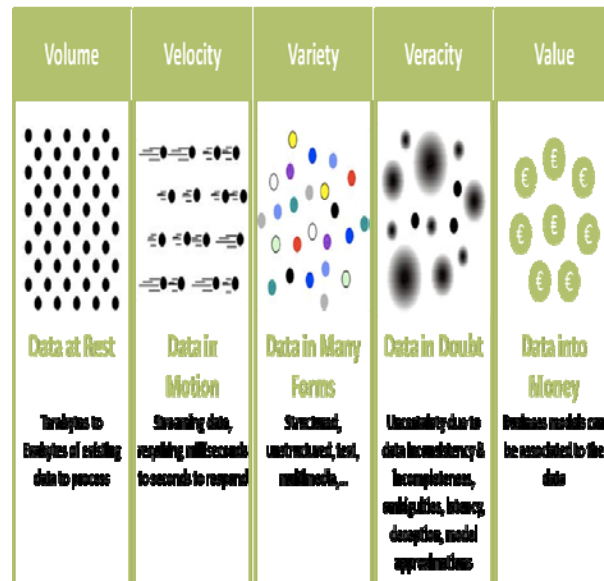 Volume
Velocity
Variety
Veracity
Value
€
€ €
€ € €
€ €
Data at Rest
Terabytes to
Exabytes of existing
data to process
Data in
Motion
Streaming data,
requiring milliseconds
to seconds to respond
Data in Many
Forms
Structured,
unstructured, text,
multimedia,...
Data in Doubt
Uncertainty due to
data inconsistency &
incompleteness,
ambiguities, latency,
deception, model
approximations
Data into
Money
Business models can
be associated to the
data